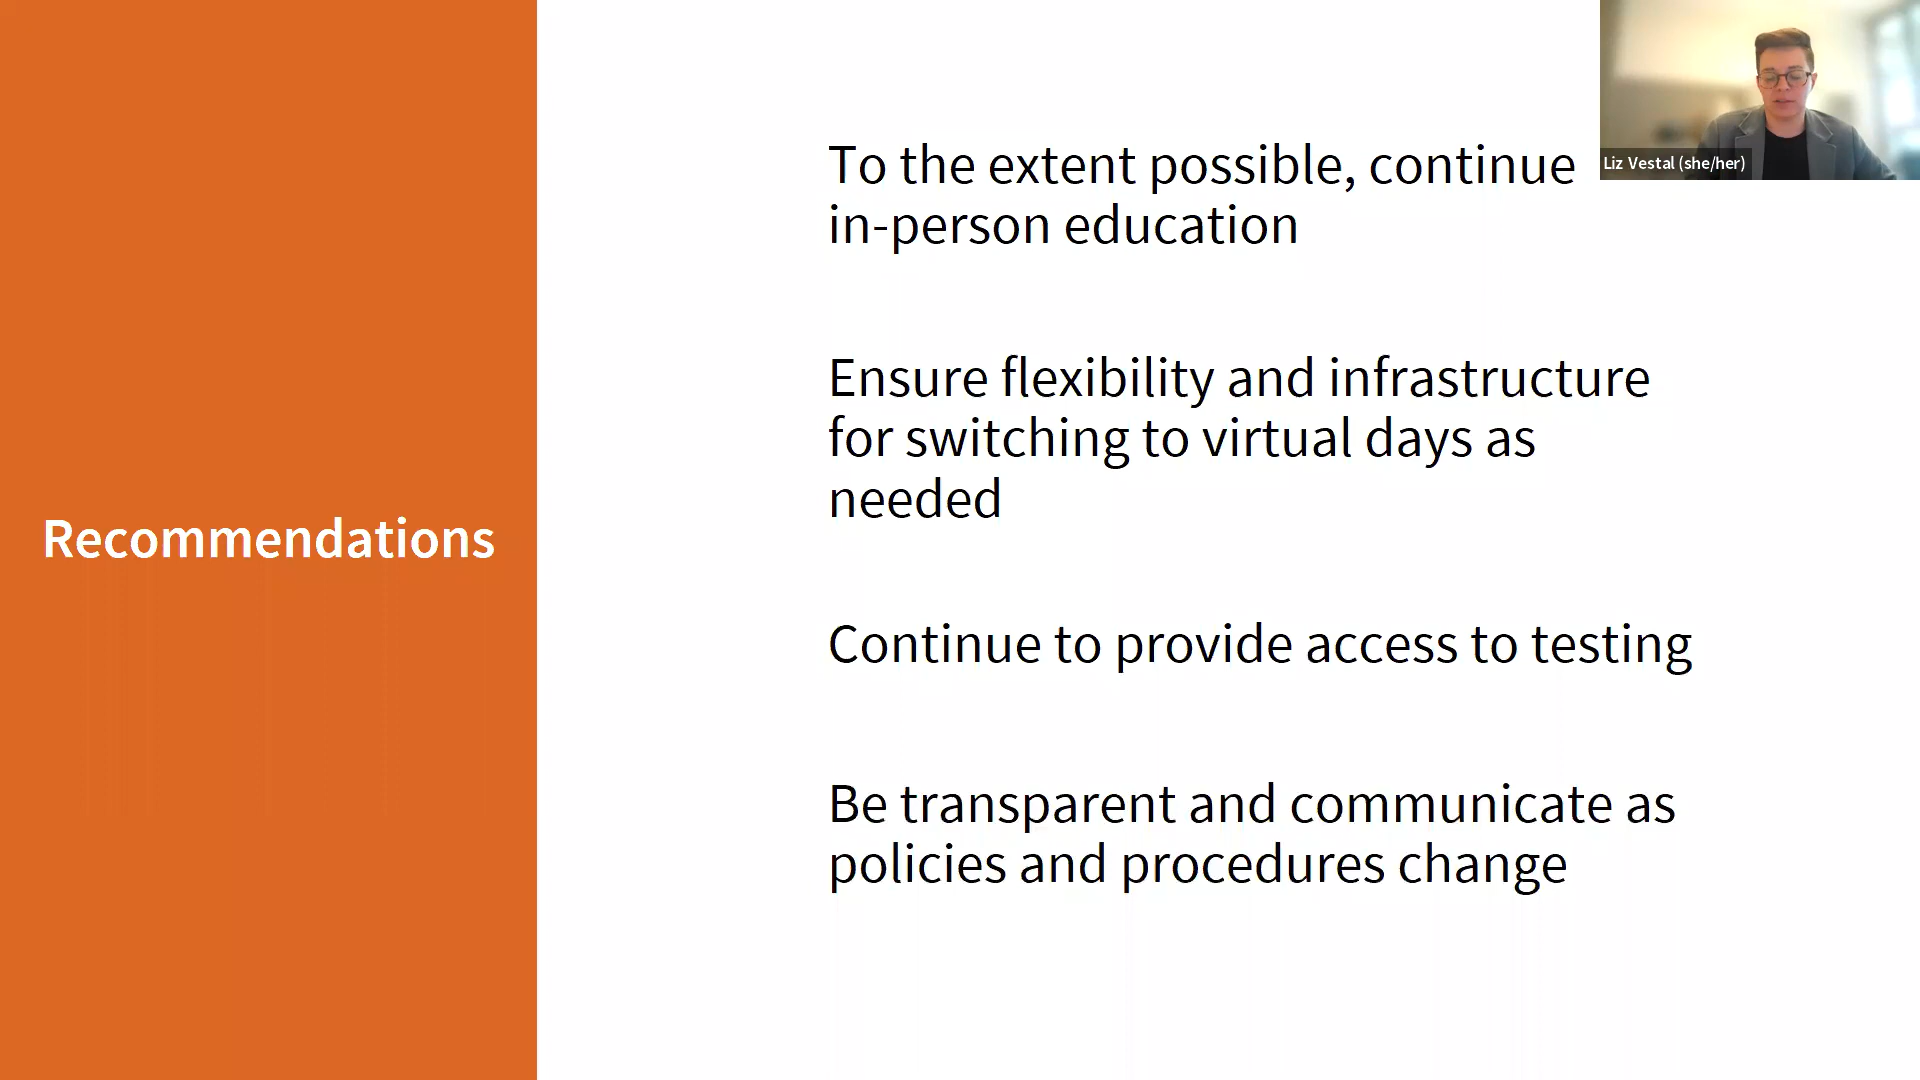 Recommendations
To the extent possible, continue
in-person education
Ensure flexibility and infrastructure
for switching to virtual days as
needed
Continue to provide access to testing
Be transparent and communicate as
policies and procedures change
Liz Vestal (she/her)